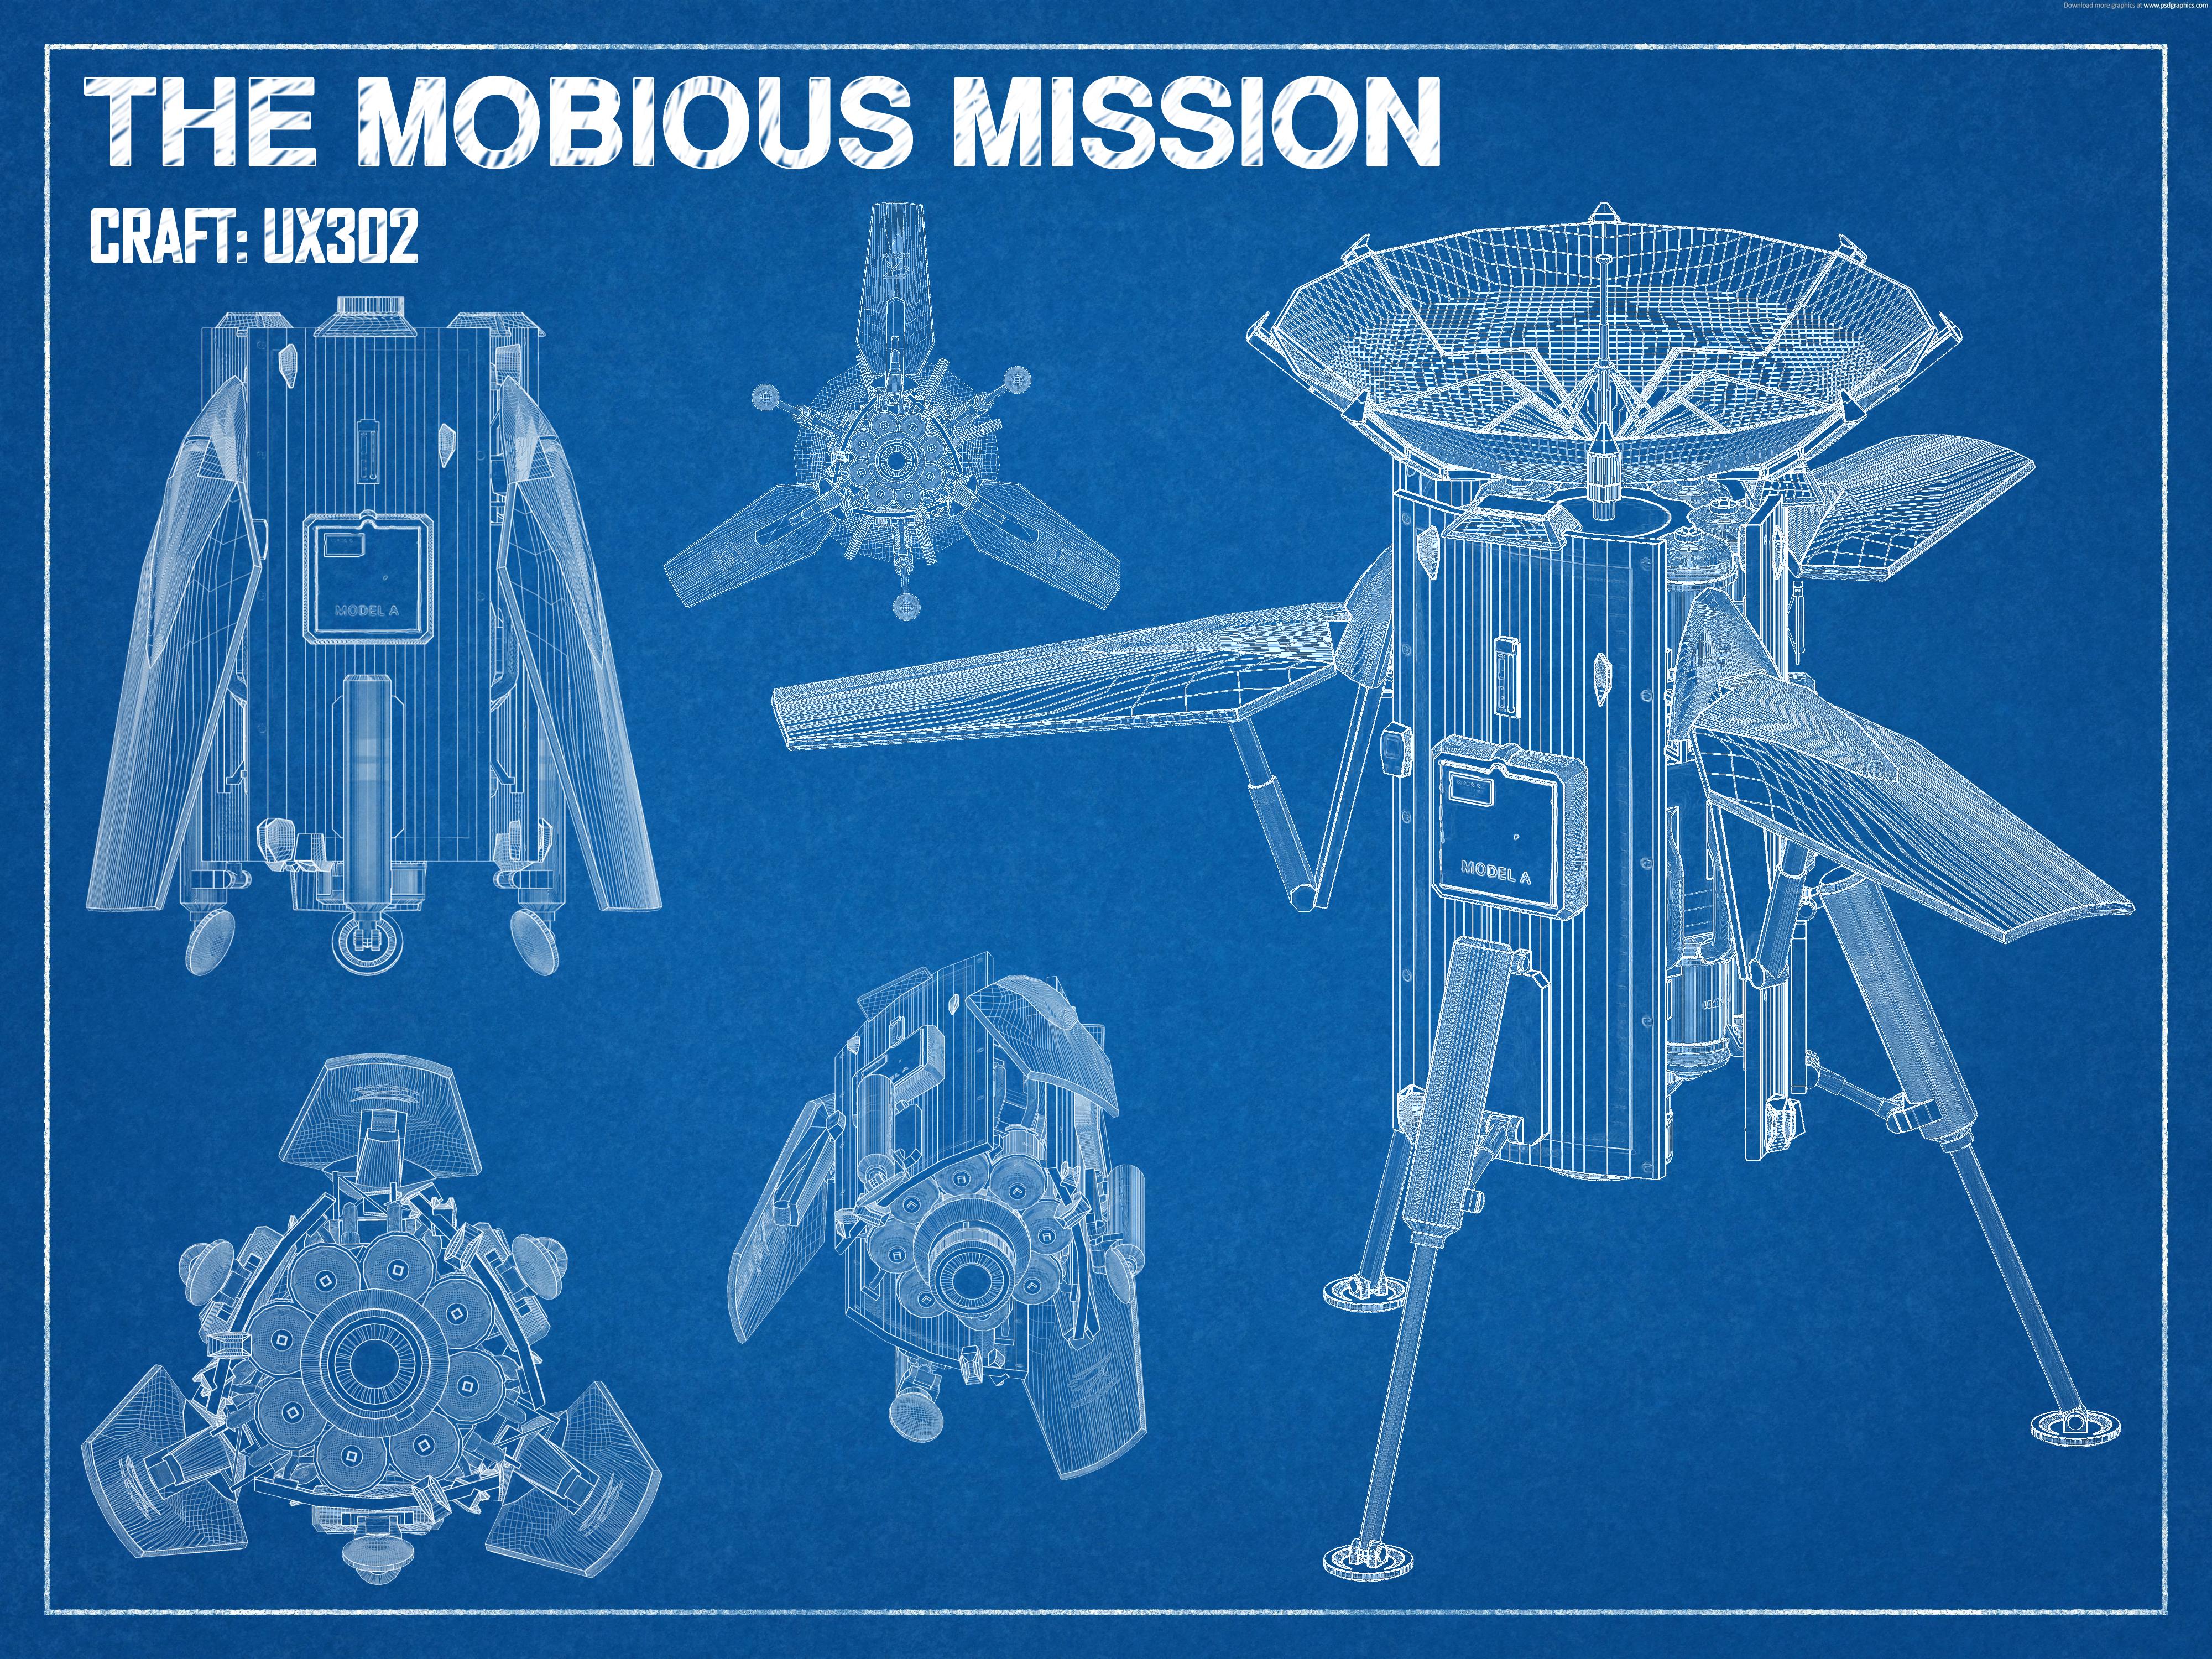 Download more graphics at www.psdgraphics.com
THE MOBIOUS MISSION
CRAFT: UX302
MODEL A
MODEL A